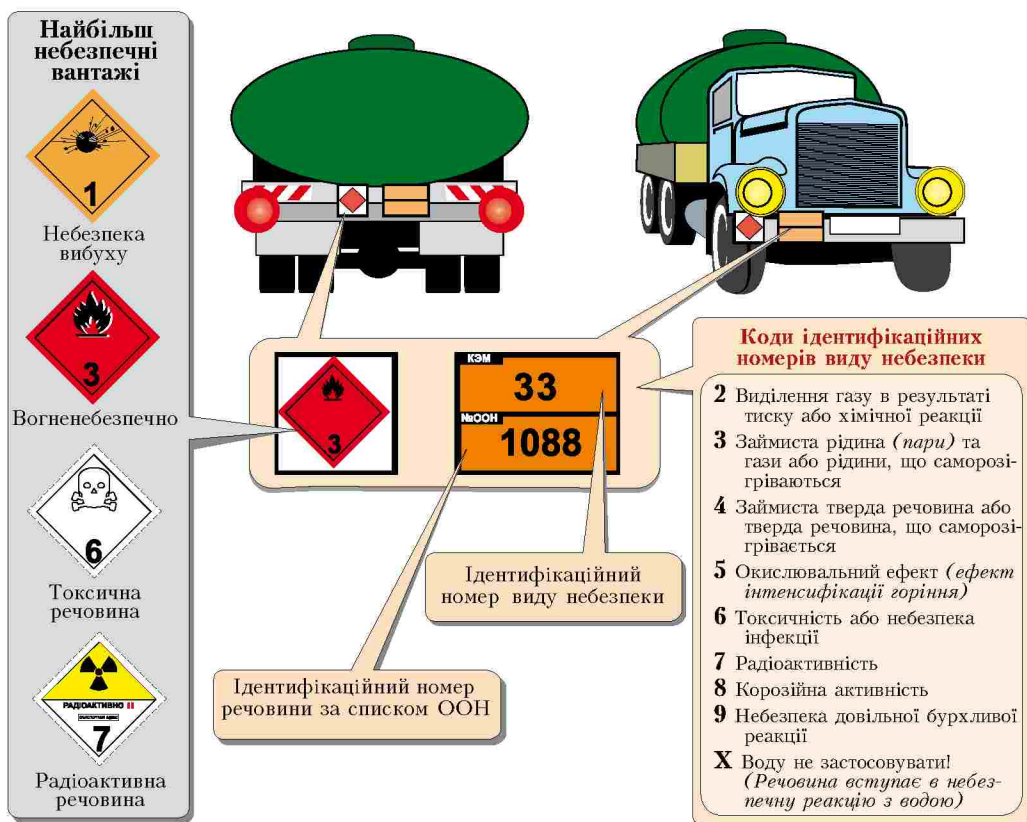 Найбільш
небезпечні
вантажі
1
Небезпека
вибуху
3
Вогненебезпечно
6
Токсична
речовина
РАДІОАКТИВНО II
7
Радіоактивна
речовина
3
КЭМ
33
№ООН
1088
Ідентифікаційний
номер виду небезпеки
Ідентифікаційний номер
речовини за списком ООН
Коди ідентифікаційних
номерів виду небезпеки
2 Виділення газу в результаті
тиску або хімічної реакції
3 Займиста рідина (пари) та
гази або рідини, що саморозі-
гріваються
4 Займиста тверда речовина або
тверда речовина, що саморозі-
грівається
5 Окислювальний ефект (ефект
інтенсифікації горіння)
6 Токсичність або небезпека
інфекції
7 Радіоактивність
8 Корозійна активність
9 Небезпека довільної бурхливої
реакції
X Воду не застосовувати!
(Речовина вступає в небез-
печну реакцію з водою)